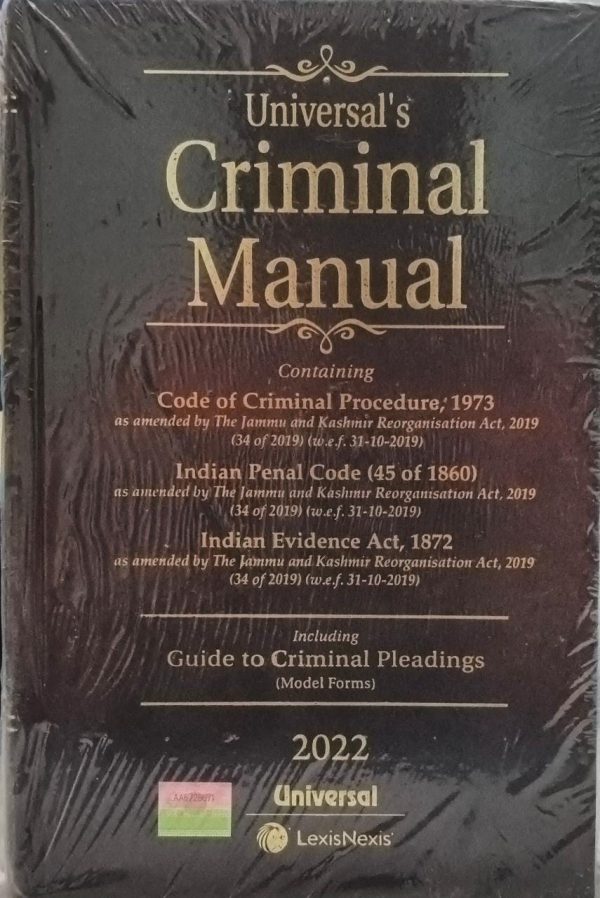 Universal's
Criminal
Manual
Containing
Code of Criminal Procedure, 1973
as amended by The Jammu and Kashmir Reorganisation Act, 2019
(34 of 2019) (w.e.f. 31-10-2019)
Indian Penal Code (45 of 1860)
as amended by The Jammu and Kashmir Reorganisation Act, 2019
(34 of 2019) (w.e.f. 31-10-2019)
Indian Evidence Act, 1872
as amended by The Jammu and Kashmir Reorganisation Act, 2019
(34 of 2019) (w.e.f. 31-10-2019)
Including
Guide to Criminal Pleadings
(Model Forms)
2022
Universal
LexisNexis®